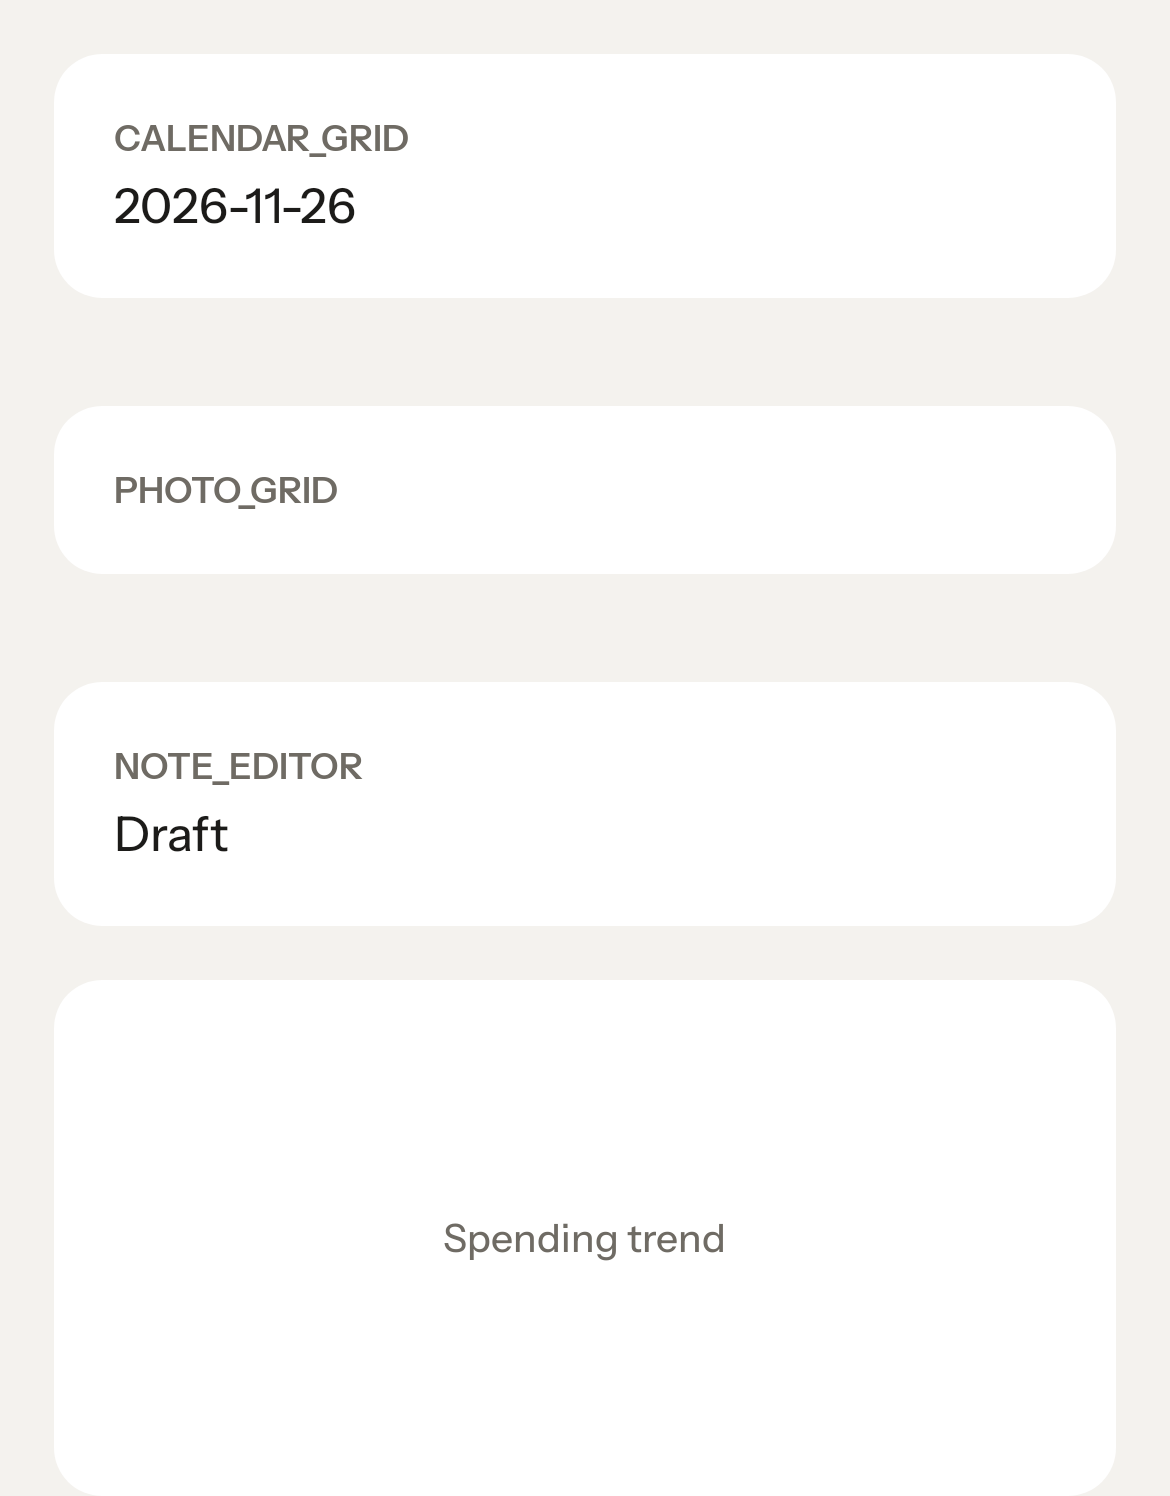 CALENDAR_GRID
2026-11-26
PHOTO_GRID
NOTE_EDITOR
Draft
Spending trend